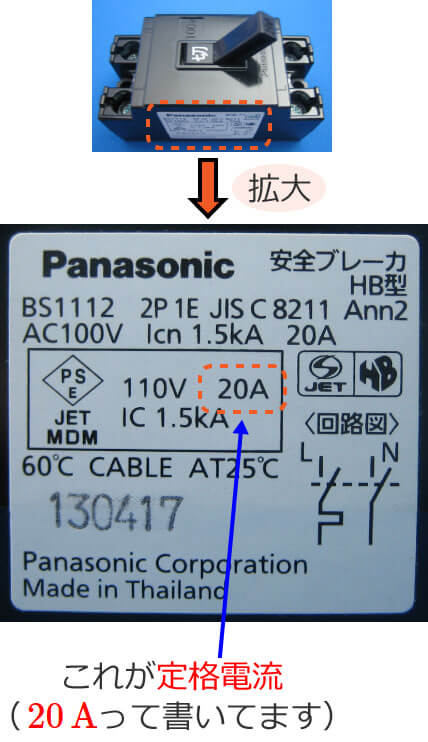 100V
切
拡大
Panasonic 安全ブレーカ
HB型
BS1112 2P1E JIS C 8211 Ann2
AC100V Icn 1.5kA 20A
PS
E
JET
MDM
110V 20A
IC 1.5kA
S
JET
HB
60℃ CABLE AT25℃
〈回路図〉
L N
130417
Panasonic Corporation
Made in Thailand
これが定格電流
(20 Aって書いてます)